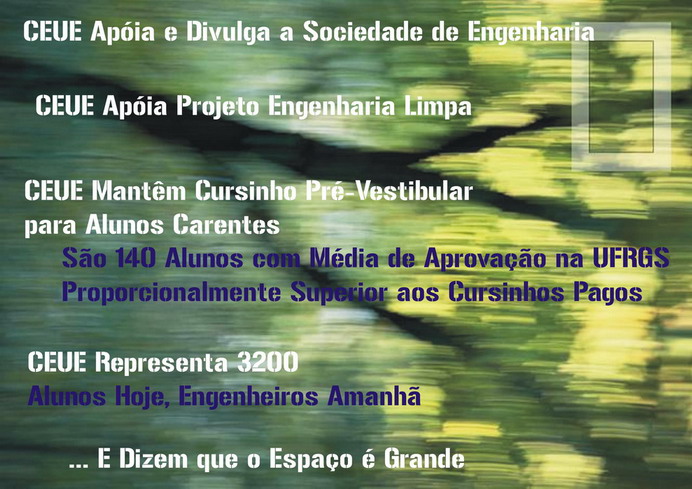 CEUE Apóia e Divulga a Sociedade de Engenharia
CEUE Apóia Projeto Engenharia Limpa
CEUE Mantêm Cursinho Pré-Vestibular
para Alunos Carentes
São 140 Alunos com Média de Aprovação na UFRGS
Proporcionalmente Superior aos Cursinhos Pagos
CEUE Representa 3200
Alunos Hoje, Engenheiros Amanhã
... E Dizem que o Espaço é Grande